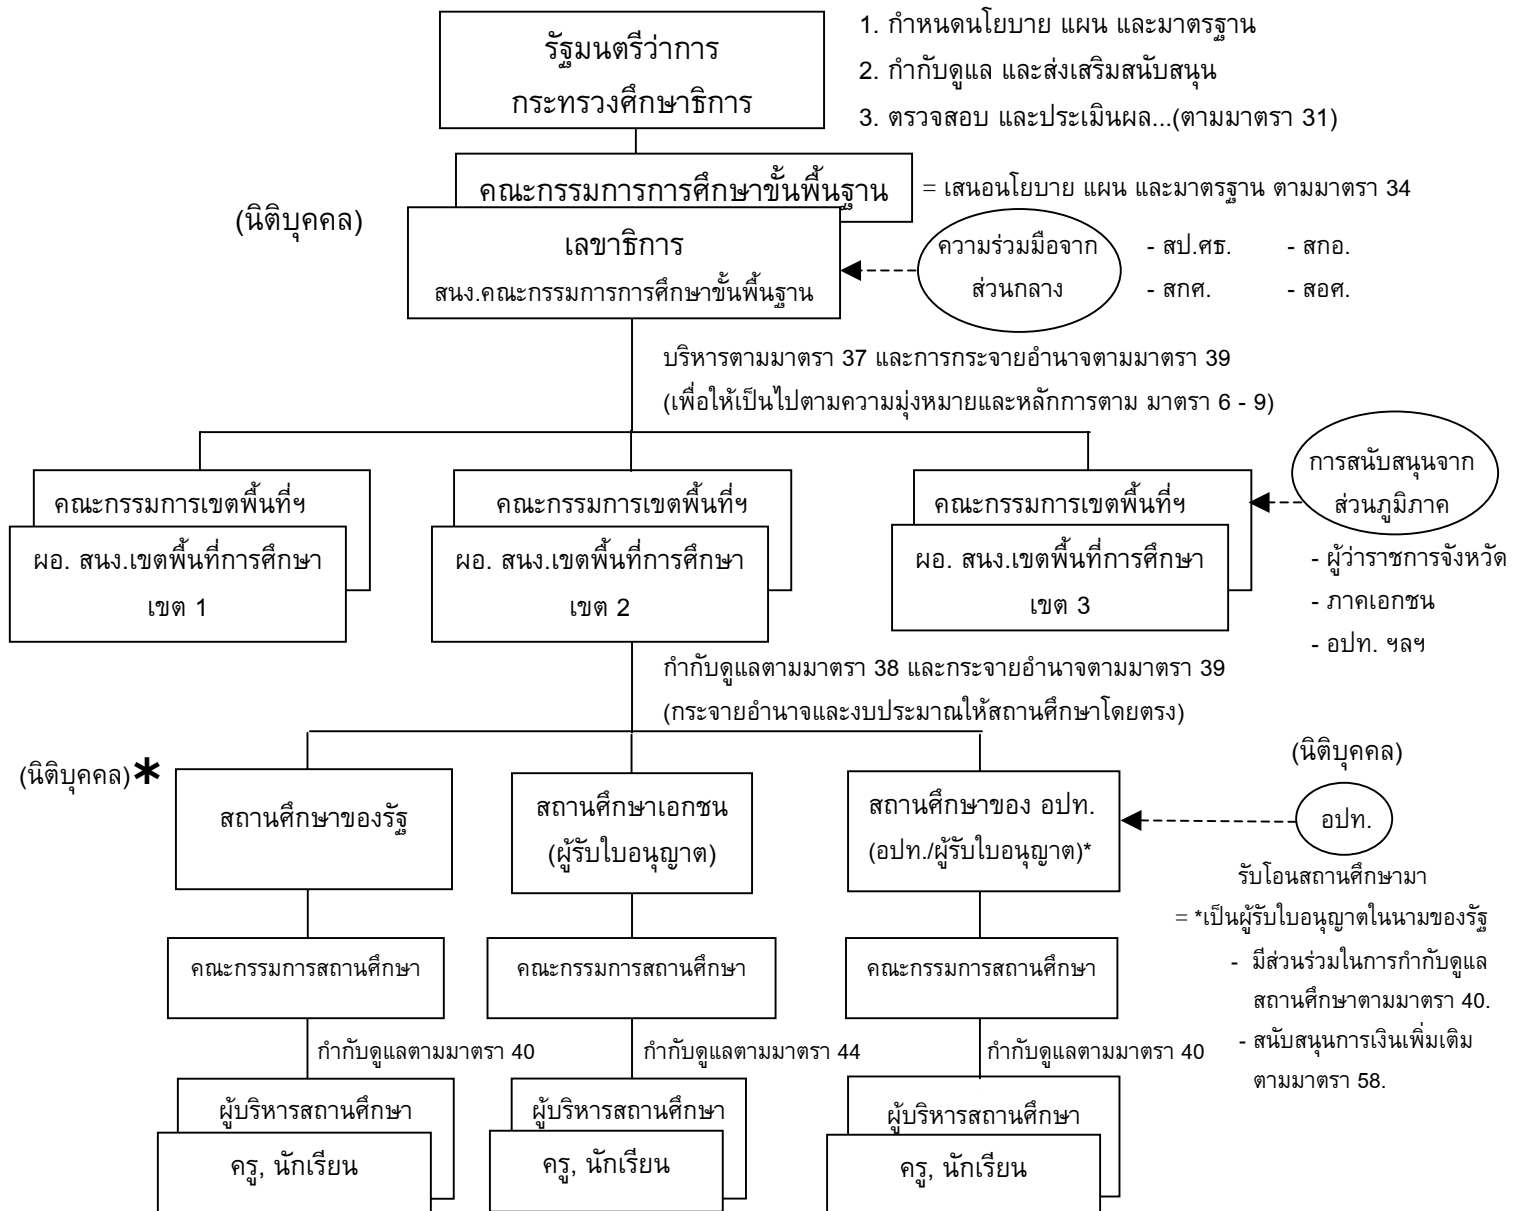 รัฐมนตรีว่าการ
กระทรวงศึกษาธิการ
1. กำหนดนโยบาย แผน และมาตรฐาน
2. กำกับดูแล และส่งเสริมสนับสนุน
3. ตรวจสอบ และประเมินผล...(ตามมาตรา 31)
คณะกรรมการการศึกษาขั้นพื้นฐาน
= เสนอนโยบาย แผน และมาตรฐาน ตามมาตรา 34
(นิติบุคคล)
เลขาธิการ
สนง.คณะกรรมการการศึกษาขั้นพื้นฐาน
ความร่วมมือจาก
ส่วนกลาง
- สป.ศธ. - สกอ.
- สกศ. - สอศ.
บริหารตามมาตรา 37 และการกระจายอำนาจตามมาตรา 39
(เพื่อให้เป็นไปตามความมุ่งหมายและหลักการตาม มาตรา 6 - 9)
คณะกรรมการเขตพื้นที่ฯ
ผอ. สนง.เขตพื้นที่การศึกษา
เขต 1
คณะกรรมการเขตพื้นที่ฯ
ผอ. สนง.เขตพื้นที่การศึกษา
เขต 2
คณะกรรมการเขตพื้นที่ฯ
ผอ. สนง.เขตพื้นที่การศึกษา
เขต 3
การสนับสนุนจาก
ส่วนภูมิภาค
- ผู้ว่าราชการจังหวัด
- ภาคเอกชน
- อปท. ฯลฯ
กำกับดูแลตามมาตรา 38 และกระจายอำนาจตามมาตรา 39
(กระจายอำนาจและงบประมาณให้สถานศึกษาโดยตรง)
(นิติบุคคล)*
สถานศึกษาของรัฐ
สถานศึกษาเอกชน
(ผู้รับใบอนุญาต)
สถานศึกษาของ อปท.
(อปท./ผู้รับใบอนุญาต)*
(นิติบุคคล)
อปท.
รับโอนสถานศึกษามา
= *เป็นผู้รับใบอนุญาตในนามของรัฐ
- มีส่วนร่วมในการกำกับดูแล
สถานศึกษาตามมาตรา 40.
- สนับสนุนการเงินเพิ่มเติม
ตามมาตรา 58.
คณะกรรมการสถานศึกษา
คณะกรรมการสถานศึกษา
คณะกรรมการสถานศึกษา
กำกับดูแลตามมาตรา 40
กำกับดูแลตามมาตรา 44
กำกับดูแลตามมาตรา 40
ผู้บริหารสถานศึกษา
ครู, นักเรียน
ผู้บริหารสถานศึกษา
ครู, นักเรียน
ผู้บริหารสถานศึกษา
ครู, นักเรียน